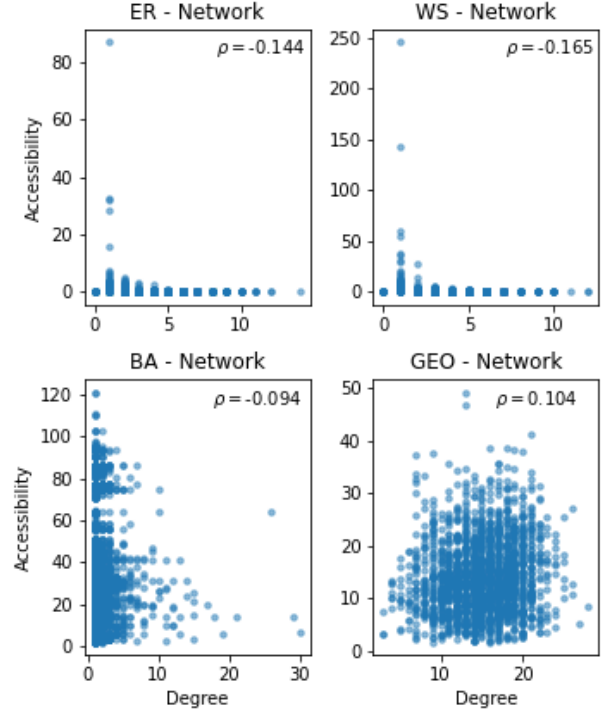 ER - Network
ρ = -0.144
80
60
40
20
0
Accessibility
0 5 10
WS - Network
ρ = -0.165
250
200
150
100
50
0
0 5 10
BA - Network
ρ = -0.094
120
100
80
60
40
20
0
Accessibility
0 10 20 30
Degree
GEO - Network
ρ = 0.104
50
40
30
20
10
0
10 20
Degree